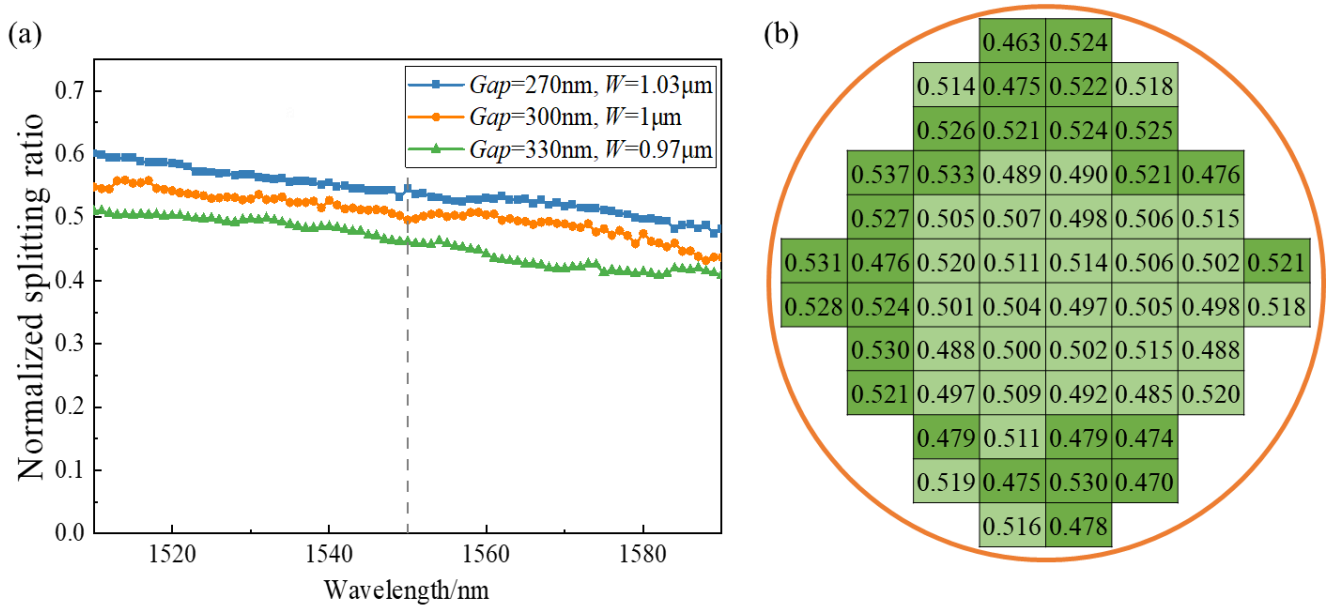 (a)
Normalized splitting ratio
0.7
0.6
0.5
0.4
0.3
0.2
0.1
0.0
Gap=270nm, W=1.03μm
Gap=300nm, W=1μm
Gap=330nm, W=0.97μm
1520 1540 1560 1580
Wavelength/nm
(b)
0.463 0.524
0.514 0.475 0.522 0.518
0.526 0.521 0.524 0.525
0.537 0.533 0.489 0.490 0.521 0.476
0.527 0.505 0.507 0.498 0.506 0.515
0.531 0.476 0.520 0.511 0.514 0.506 0.502 0.521
0.528 0.524 0.501 0.504 0.497 0.505 0.498 0.518
0.530 0.488 0.500 0.502 0.515 0.488
0.521 0.497 0.509 0.492 0.485 0.520
0.479 0.511 0.479 0.474
0.519 0.475 0.530 0.470
0.516 0.478